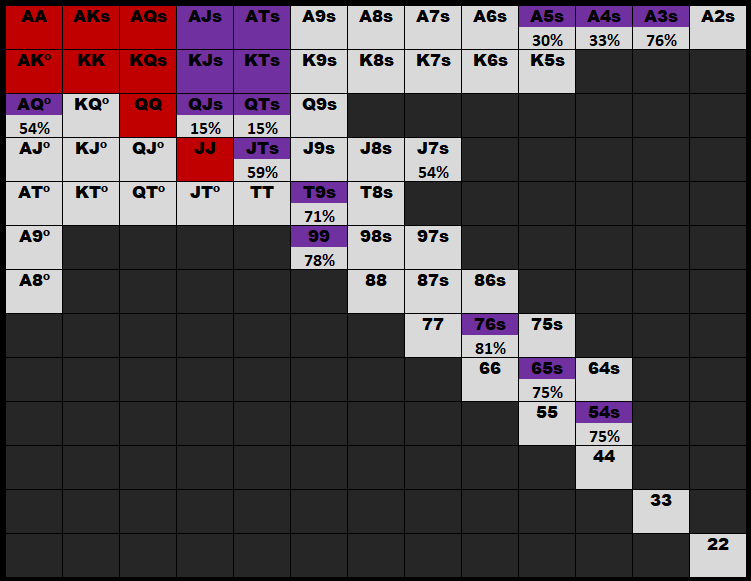 AA AKs AQs AJs ATs A9s A8s A7s A6s A5s A4s A3s A2s
30% 33% 76%
AKº KK KQs KJs KTs K9s K8s K7s K6s K5s
AQº KQº QQ QJs QTs Q9s
54% 15% 15%
AJº KJº QJº JJ JTs J9s J8s J7s
59% 54%
ATº KTº QTº JTº TT T9s T8s
71%
A9º 99 98s 97s
78%
A8º 88 87s 86s
77 76s 75s
81%
66 65s 64s
75%
55 54s
75%
44
33
22